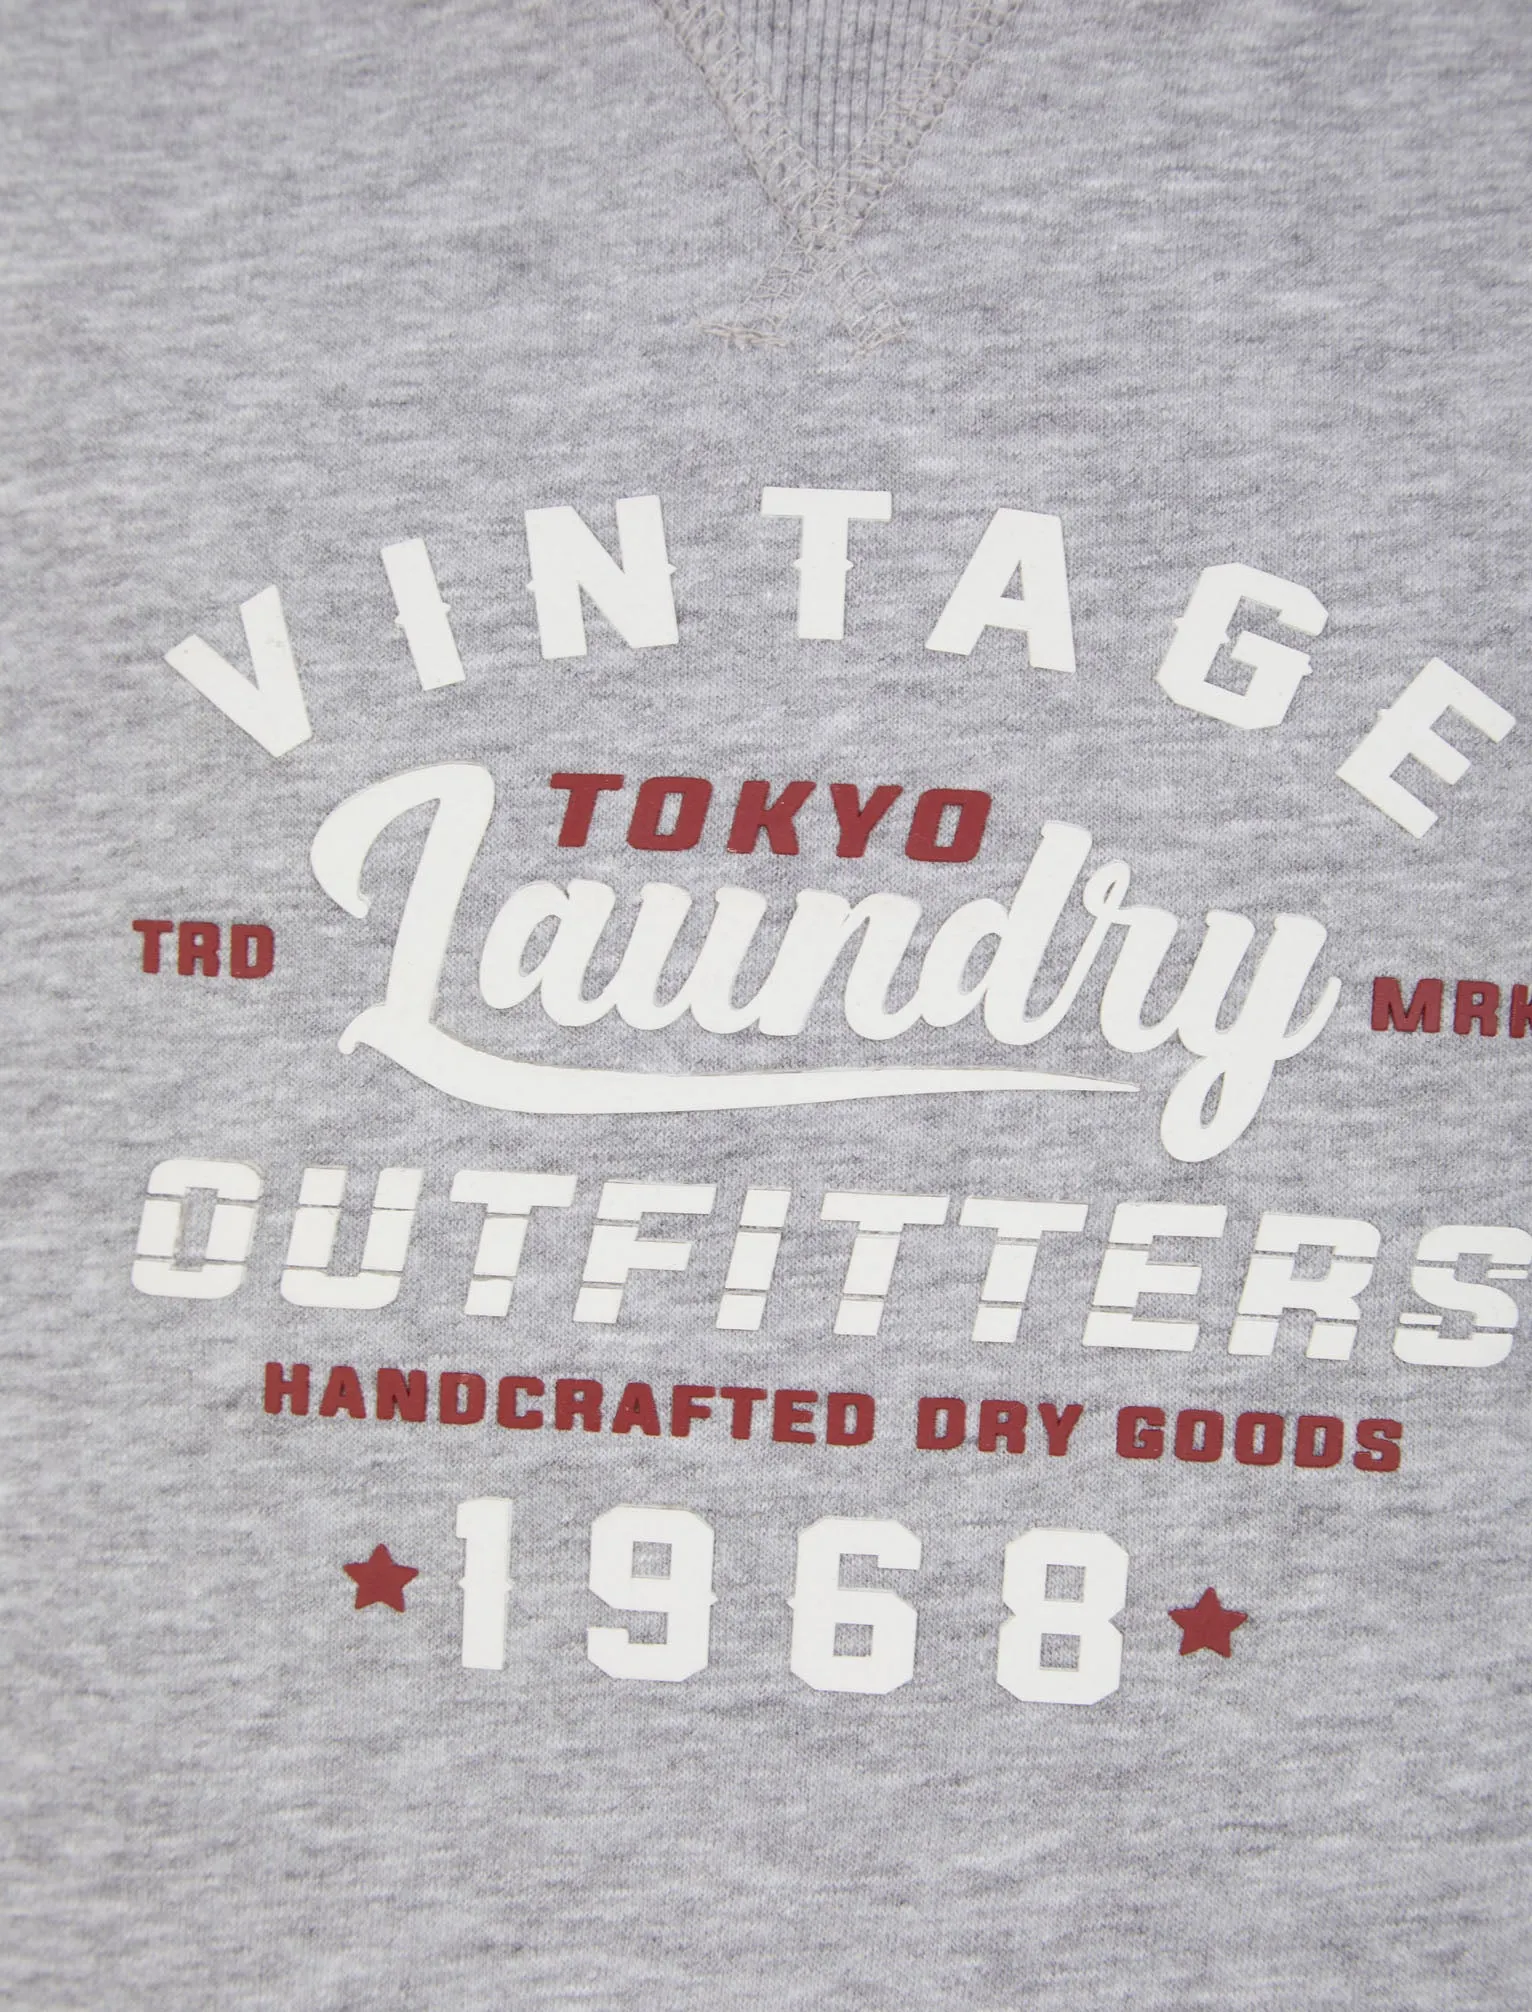 VINTAGE
TOKYO
TRD Laundry MRK
OUTFITTERS
HANDCRAFTED DRY GOODS
1968